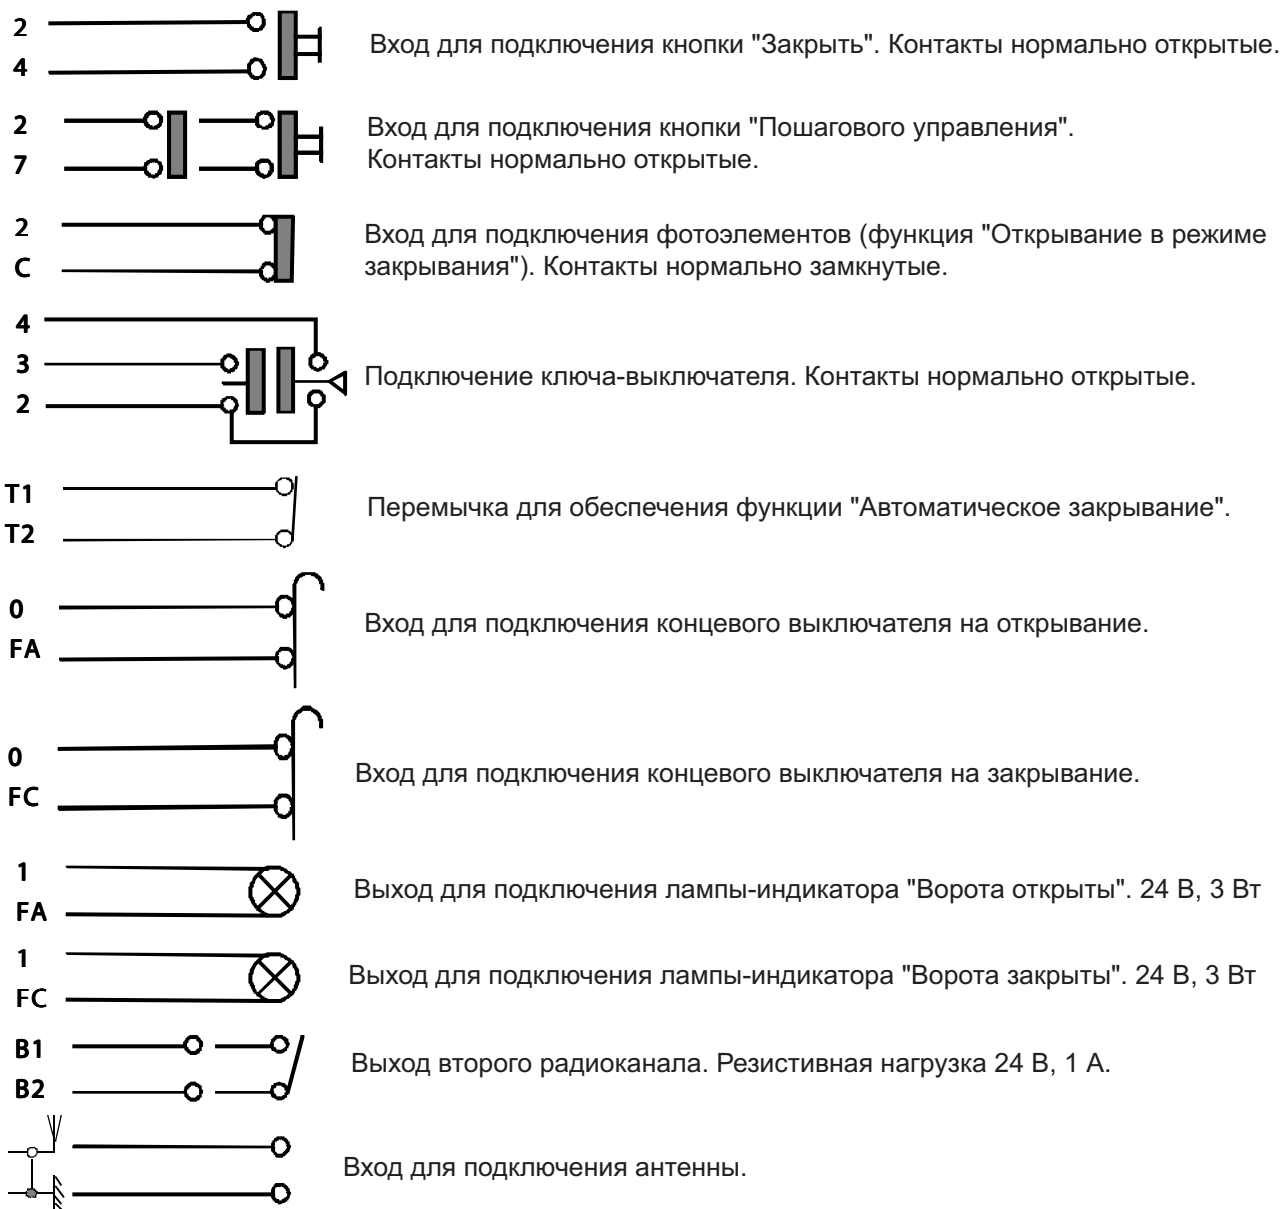 2
Вход для подключения кнопки "Закрыть". Контакты нормально открытые.
4
2
Вход для подключения кнопки "Пошагового управления".
7
Контакты нормально открытые.
2
Вход для подключения фотоэлементов (функция "Открывание в режиме
C
закрывания"). Контакты нормально замкнутые.
4
3
Подключение ключа-выключателя. Контакты нормально открытые.
2
T1
Перемычка для обеспечения функции "Автоматическое закрывание".
T2
0
Вход для подключения концевого выключателя на открывание.
FA
0
Вход для подключения концевого выключателя на закрывание.
FC
1
Выход для подключения лампы-индикатора "Ворота открыты". 24 В, 3 Вт
FA
1
Выход для подключения лампы-индикатора "Ворота закрыты". 24 В, 3 Вт
FC
B1
Выход второго радиоканала. Резистивная нагрузка 24 В, 1 А.
B2
Вход для подключения антенны.